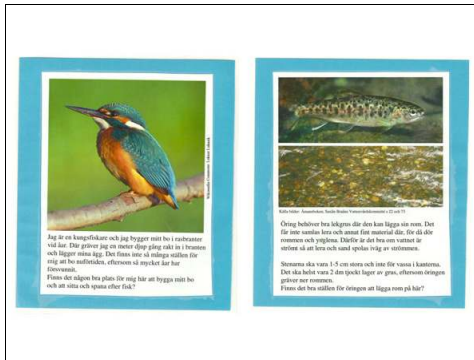 Jag är en kungsfiskare och jag bygger mitt bo i rasbranter
vid åar. Där gräver jag en meter djup gång rakt in i branten
och lägger mina ägg. Det finns inte så många ställen för
mig att bo nuförtiden, eftersom så mycket åar har
försvunnit.
Finns det någon bra plats för mig här att bygga mitt bo
och att sitta och spana efter fisk?
Öring behöver bra lekgrus där den kan lägga sin rom. Det
får inte samlas lera och annat fint material där, för då dör
rommen och ynglena. Därför är det bra om vattnet är
strömt så att lera och sand spolas iväg av strömmen.
Stenarna ska vara 1-5 cm stora och inte för vassa i kanterna.
Det ska helst vara 2 dm tjockt lager av grus, eftersom öringen
gräver ner rommen.
Finns det bra ställen för öringen att lägga rom på här?